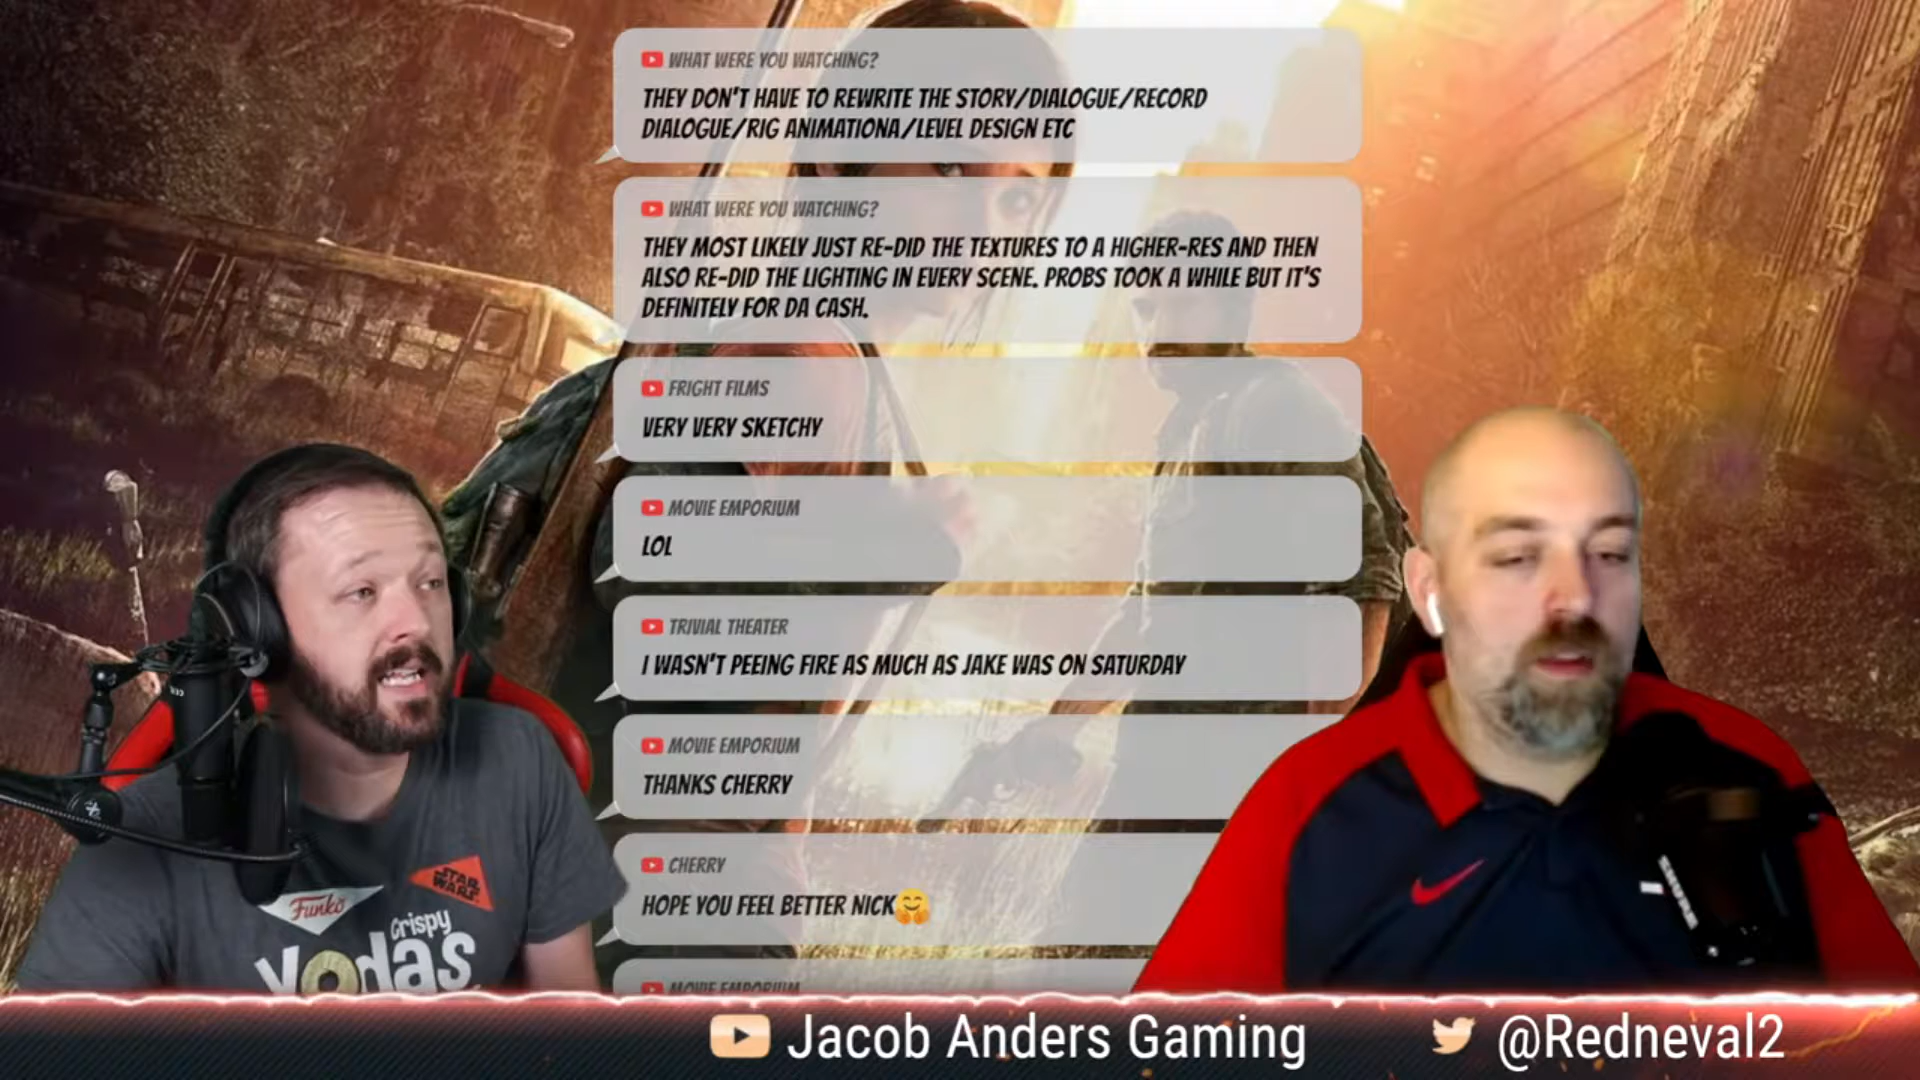 WHAT WERE YOU WATCHING?
THEY DON'T HAVE TO REWRITE THE STORY/DIALOGUE/RECORD
DIALOGUE/RIG ANIMATIONA/LEVEL DESIGN ETC
WHAT WERE YOU WATCHING?
THEY MOST LIKELY JUST RE-DID THE TEXTURES TO A HIGHER-RES AND THEN
ALSO RE-DID THE LIGHTING IN EVERY SCENE. PROBS TOOK A WHILE BUT IT'S
DEFINITELY FOR DA CASH.
FRIGHT FILMS
VERY VERY SKETCHY
MOVIE EMPORIUM
LOL
TRIVIAL THEATER
I WASN'T PEEING FIRE AS MUCH AS JAKE WAS ON SATURDAY
MOVIE EMPORIUM
THANKS CHERRY
CHERRY
HOPE YOU FEEL BETTER NICK🤗
MOVIE EMPORIUM
STAR
WARS
Funko
Crispy
Yodas
SHURE
Jacob Anders Gaming
@Redneval2